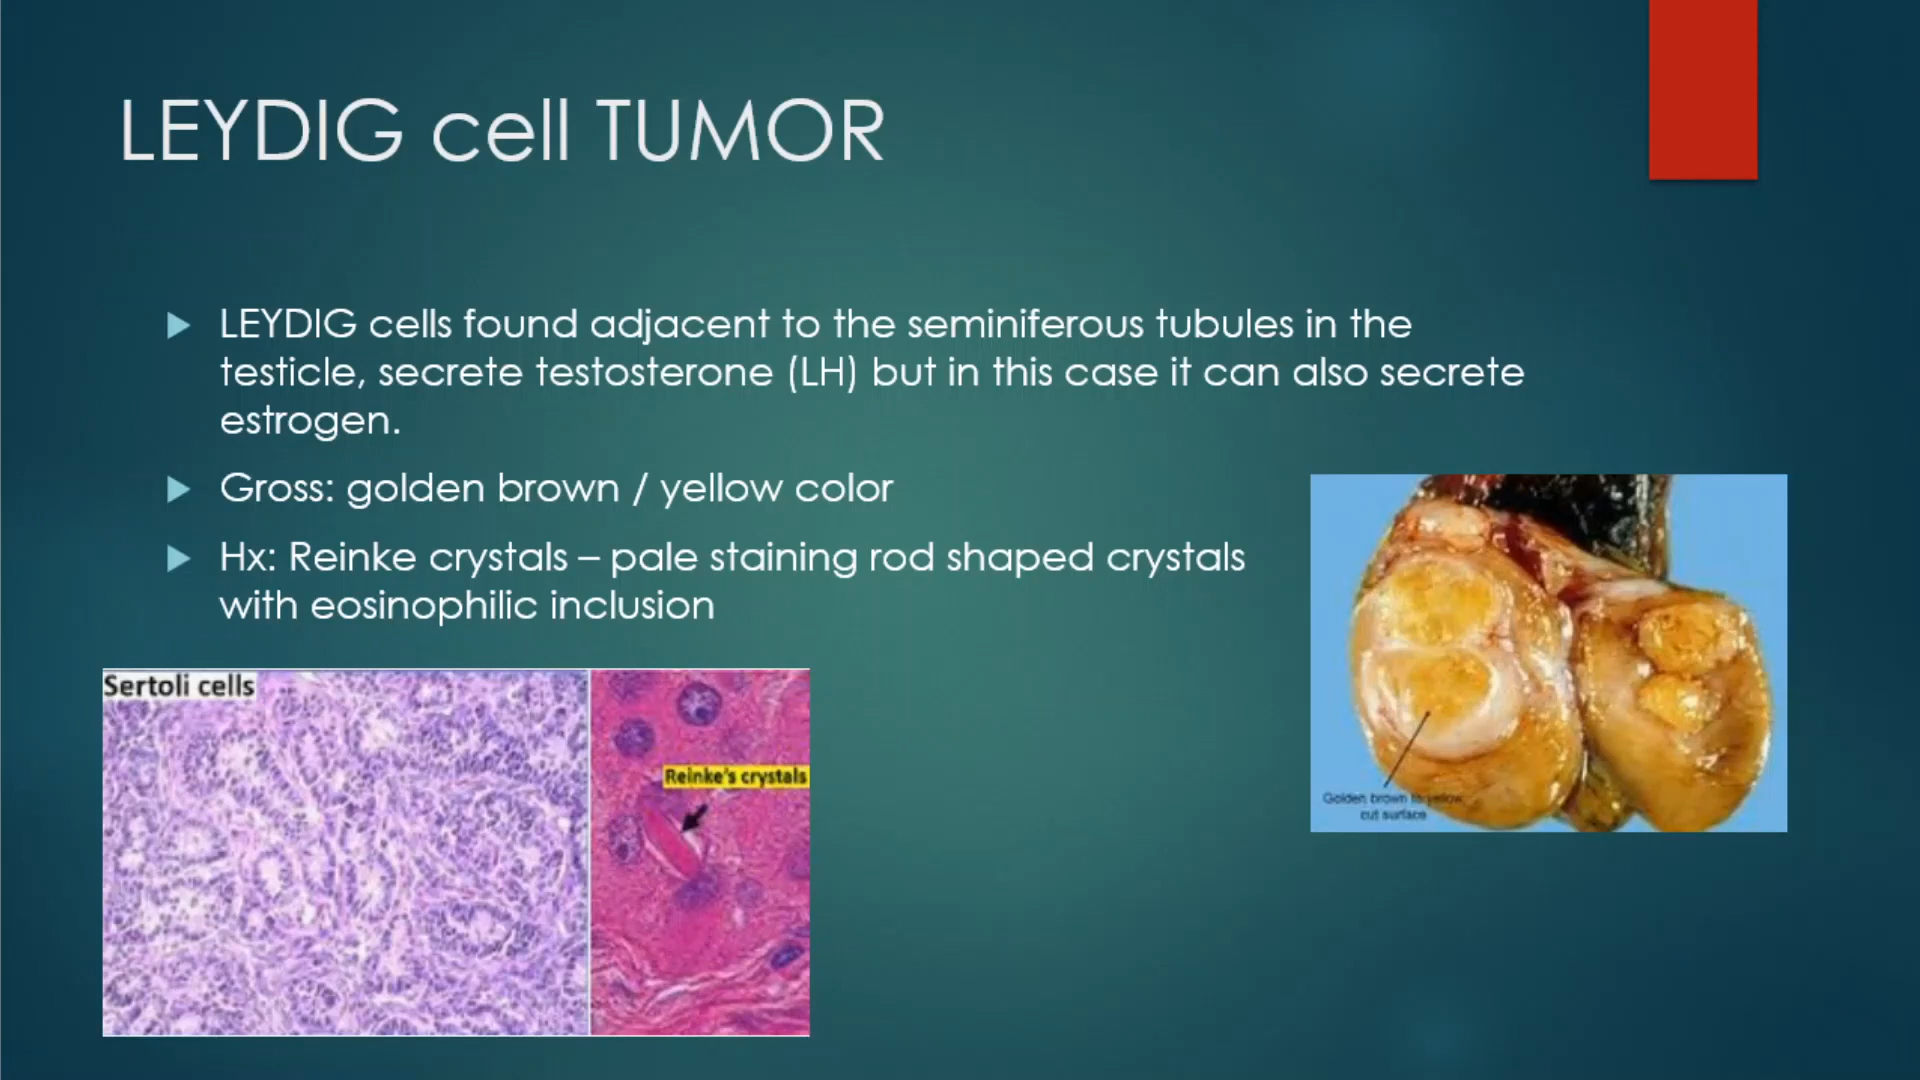 LEYDIG cell TUMOR
LEYDIG cells found adjacent to the seminiferous tubules in the
testicle, secrete testosterone (LH) but in this case it can also secrete
estrogen.
Gross: golden brown / yellow color
Hx: Reinke crystals – pale staining rod shaped crystals
with eosinophilic inclusion
Sertoli cells
Reinke's crystals
Golden brown to yellow
cut surface